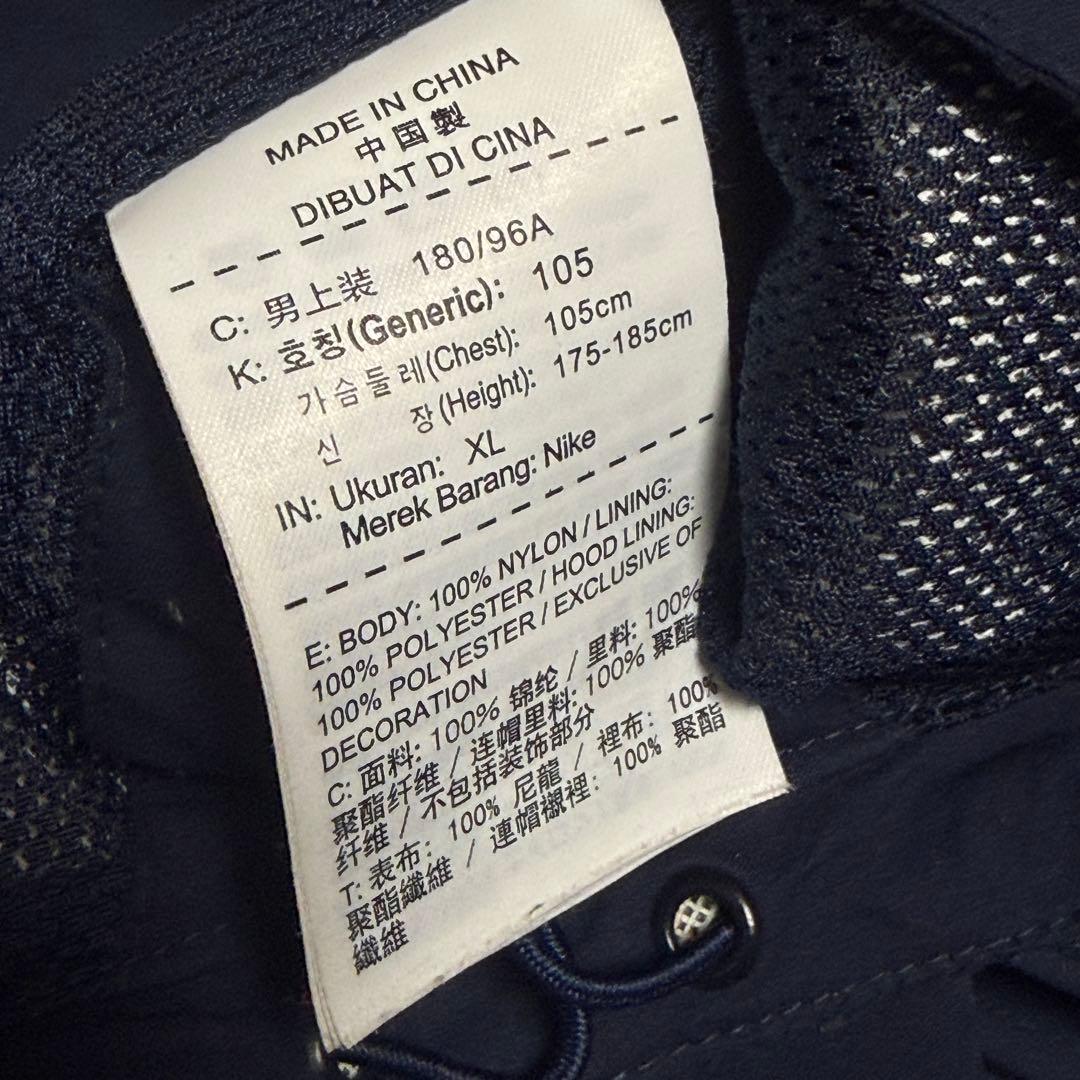 MADE IN CHINA
中国製
DIBUAT DI CINA
C: 男上装 180/96A
K: 호칭(Generic): 105
가슴둘레(Chest): 105cm
신 장(Height): 175-185cm
IN: Ukuran: XL
Merek Barang: Nike
E: BODY: 100% NYLON / LINING:
100% POLYESTER / HOOD LINING:
100% POLYESTER / EXCLUSIVE OF
DECORATION
C: 面料: 100% 锦纶 / 里料: 100%
聚酯纤维 / 连帽里料: 100% 聚酯
纤维 / 不包括装饰部分
T: 表布: 100% 尼龍 / 裡布: 100%
聚酯纖維 / 連帽襯裡: 100% 聚酯
纖維